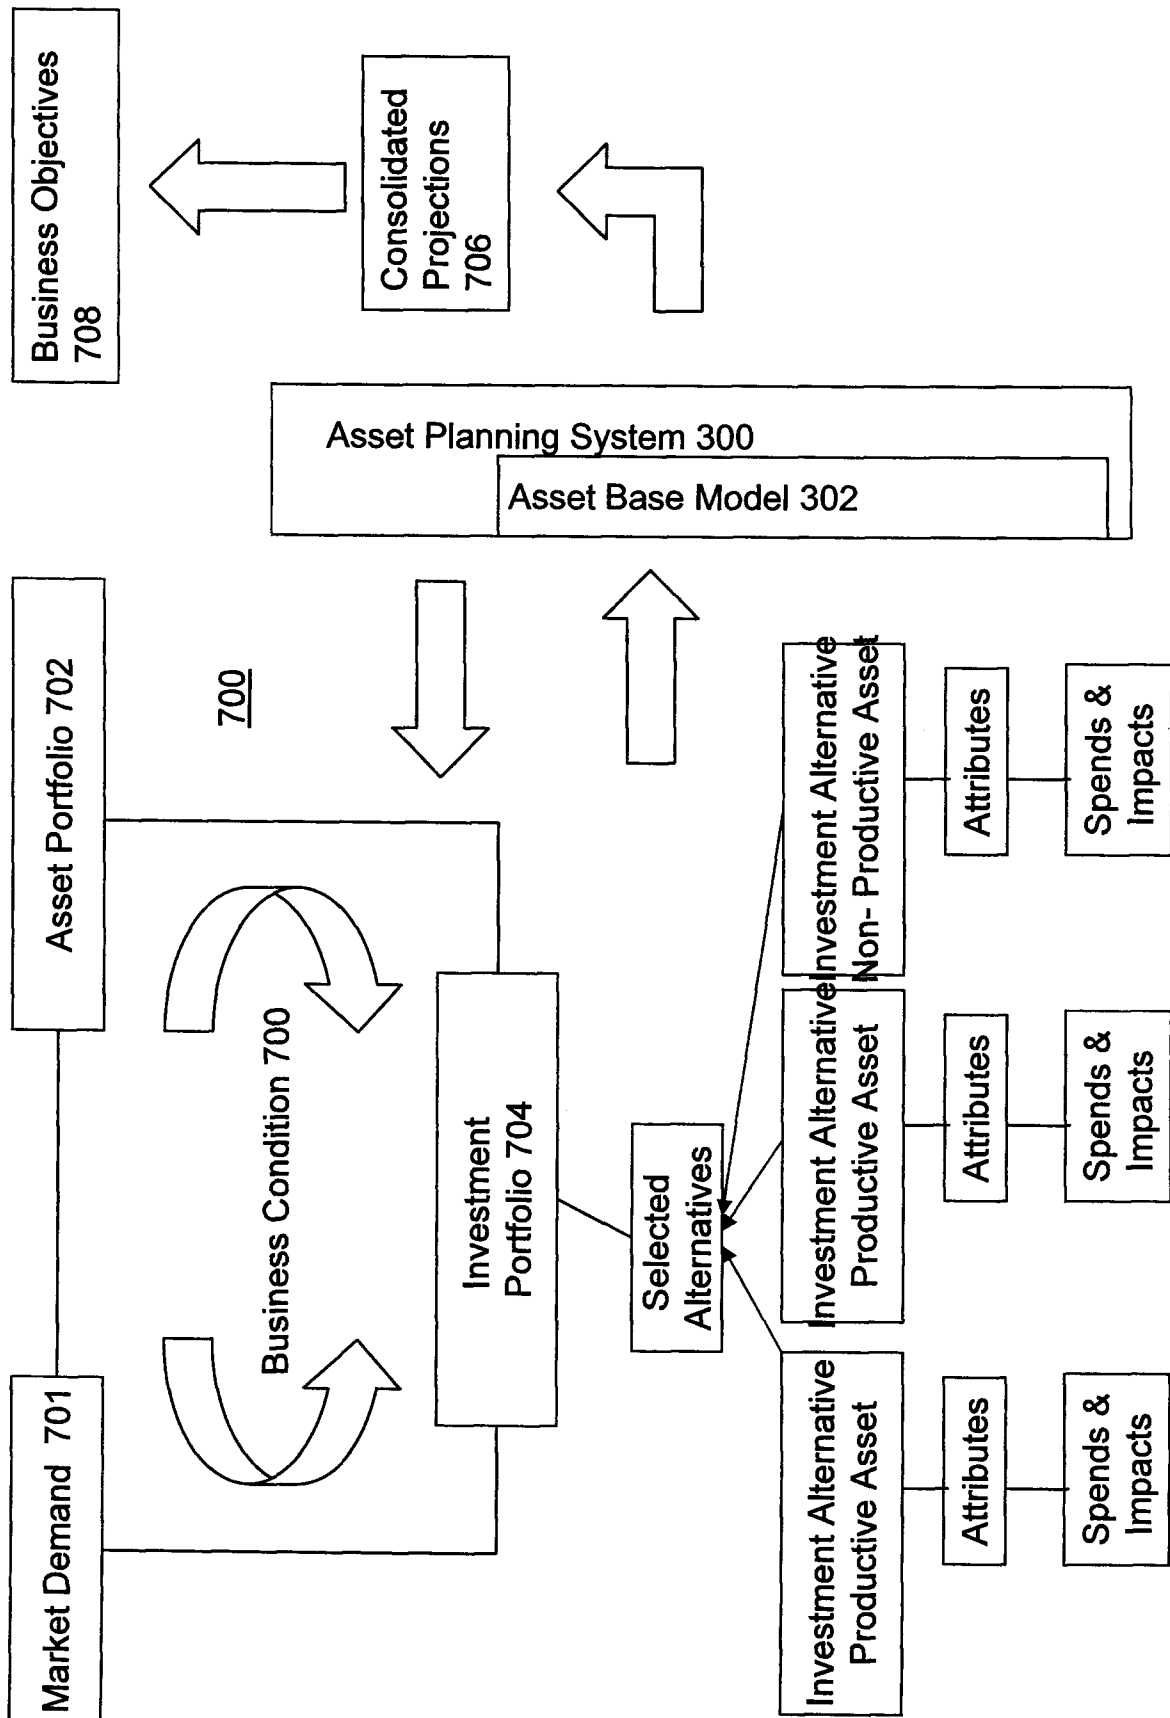 Market Demand 701
Asset Portfolio 702
Business Objectives
708
700
Business Condition 700
Consolidated
Projections
706
Asset Planning System 300
Asset Base Model 302
Investment
Portfolio 704
Selected
Alternatives
Investment Alternative
Productive Asset
Investment Alternative
Productive Asset
Investment Alternative
Non- Productive Asset
Attributes
Attributes
Attributes
Spends &
Impacts
Spends &
Impacts
Spends &
Impacts